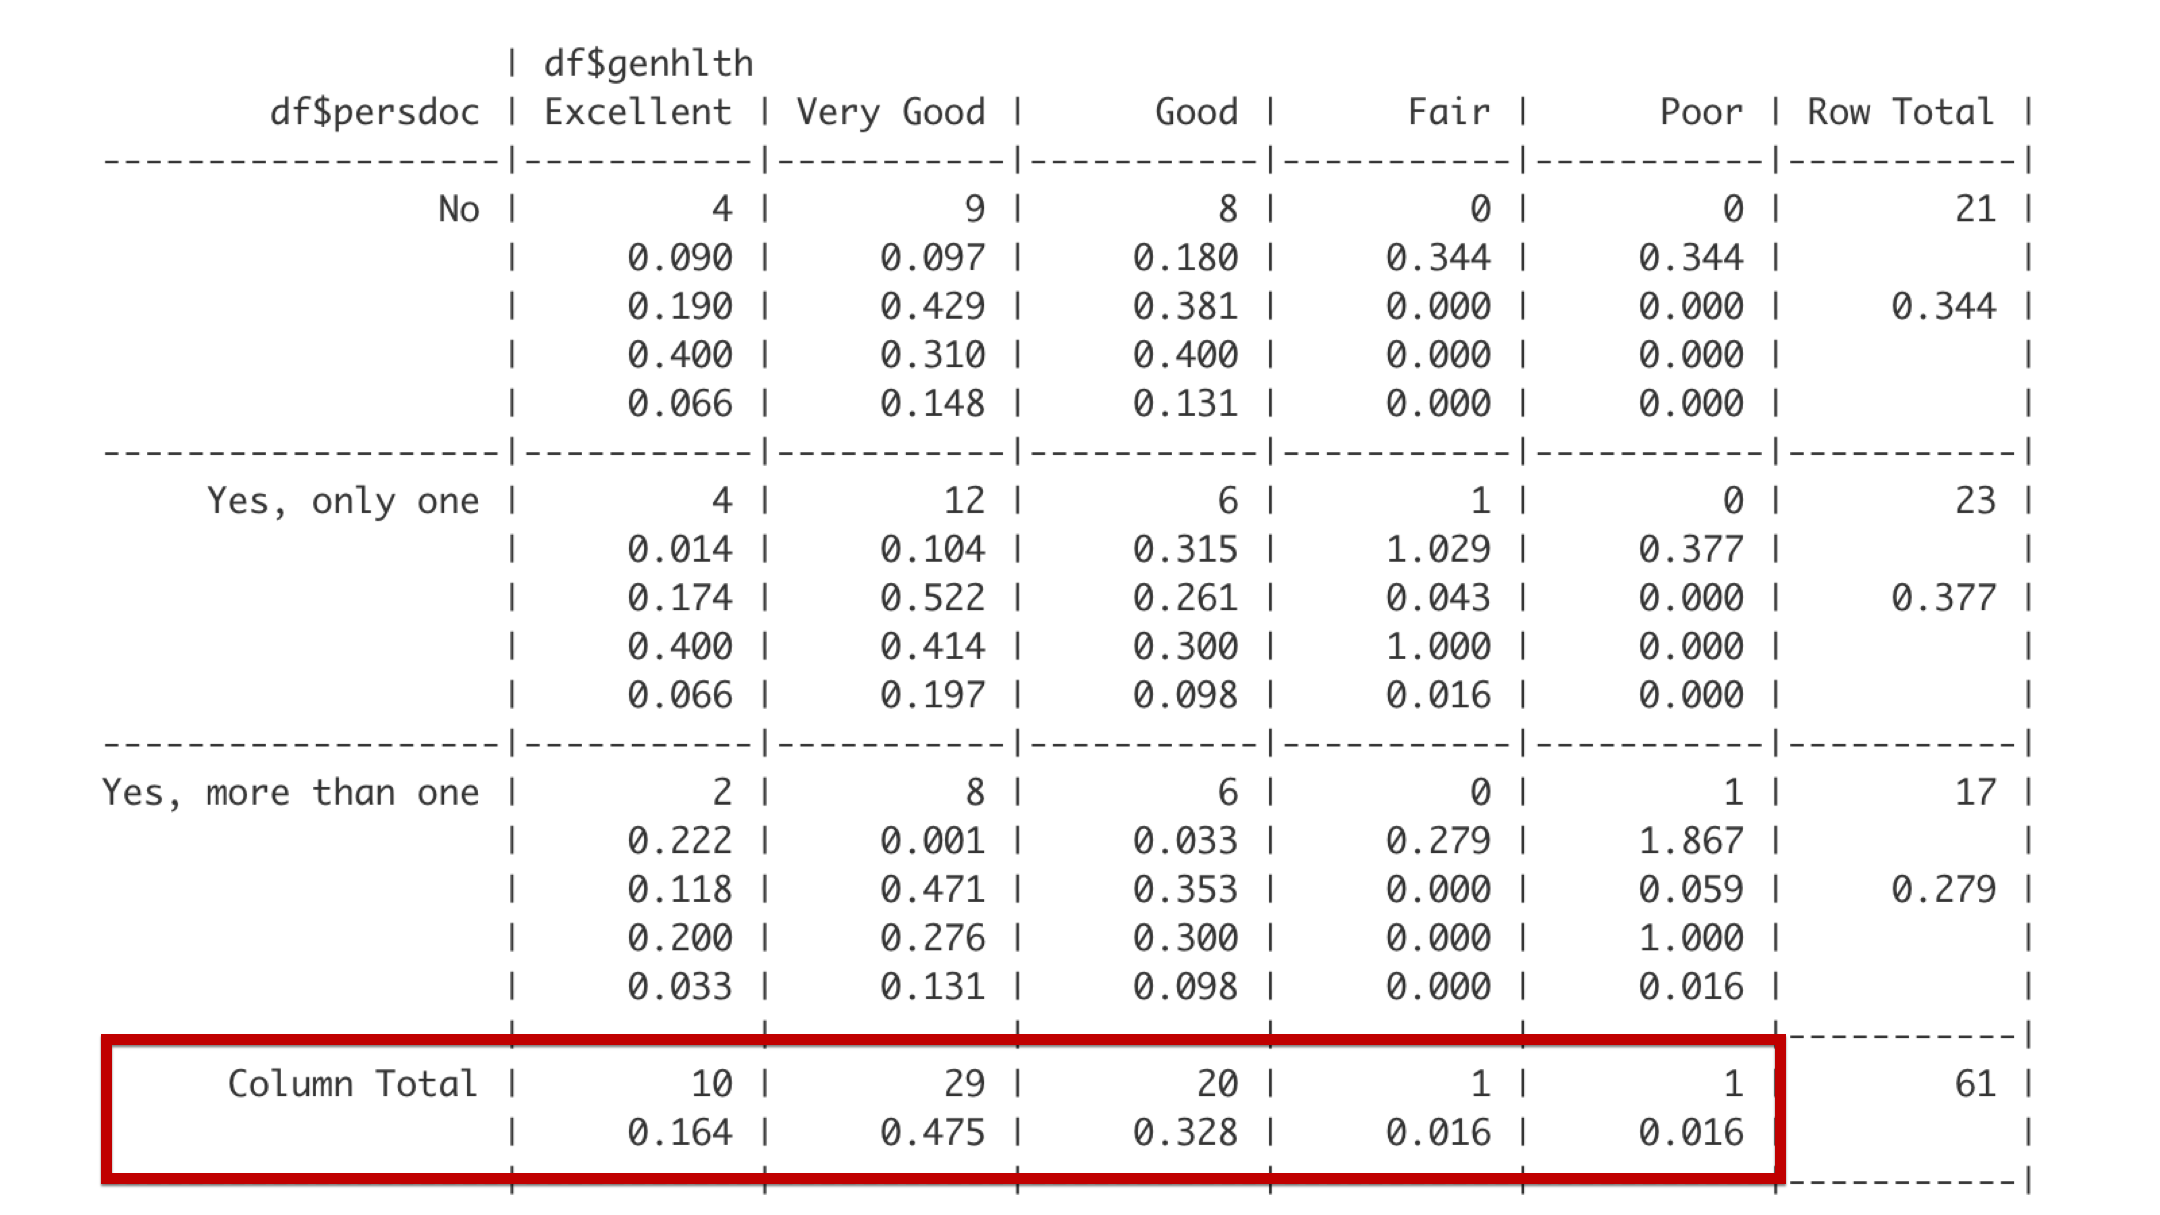 | df$genhlth
df$persdoc | Excellent | Very Good | Good | Fair | Poor | Row Total |
-------------------|-----------|-----------|-----------|-----------|-----------|-----------|
No | 4 | 9 | 8 | 0 | 0 | 21 |
| 0.090 | 0.097 | 0.180 | 0.344 | 0.344 | |
| 0.190 | 0.429 | 0.381 | 0.000 | 0.000 | 0.344 |
| 0.400 | 0.310 | 0.400 | 0.000 | 0.000 | |
| 0.066 | 0.148 | 0.131 | 0.000 | 0.000 | |
-------------------|-----------|-----------|-----------|-----------|-----------|-----------|
Yes, only one | 4 | 12 | 6 | 1 | 0 | 23 |
| 0.014 | 0.104 | 0.315 | 1.029 | 0.377 | |
| 0.174 | 0.522 | 0.261 | 0.043 | 0.000 | 0.377 |
| 0.400 | 0.414 | 0.300 | 1.000 | 0.000 | |
| 0.066 | 0.197 | 0.098 | 0.016 | 0.000 | |
-------------------|-----------|-----------|-----------|-----------|-----------|-----------|
Yes, more than one | 2 | 8 | 6 | 0 | 1 | 17 |
| 0.222 | 0.001 | 0.033 | 0.279 | 1.867 | |
| 0.118 | 0.471 | 0.353 | 0.000 | 0.059 | 0.279 |
| 0.200 | 0.276 | 0.300 | 0.000 | 1.000 | |
| 0.033 | 0.131 | 0.098 | 0.000 | 0.016 | |
|-----------|
Column Total | 10 | 29 | 20 | 1 | 1 | 61 |
| 0.164 | 0.475 | 0.328 | 0.016 | 0.016 | |
|-----------|